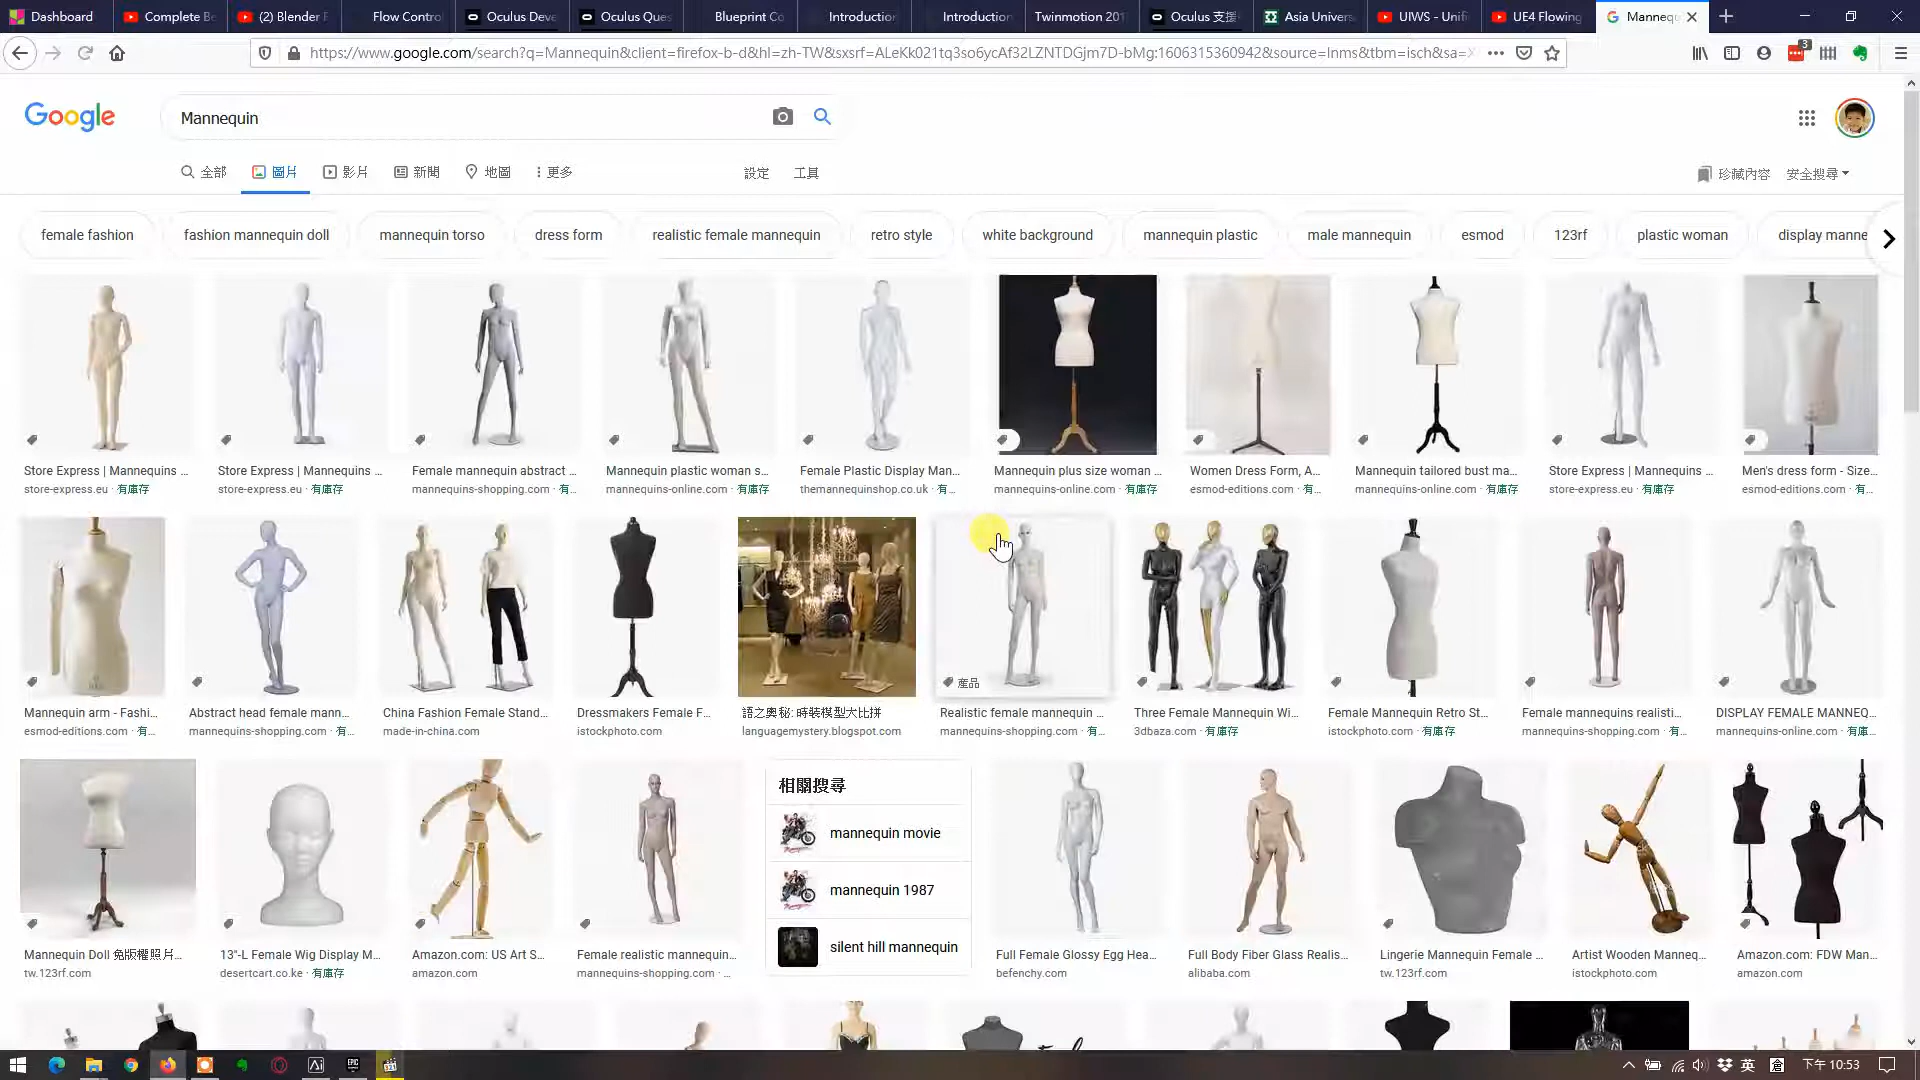 Dashboard
Complete Be
(2) Blender F
Flow Contro
Oculus Deve
Oculus Ques
Blueprint Co
Introduction
Introduction
Twinmotion 201
Oculus 支援
Asia Univers
UIWS - Unifi
UE4 Flowing
Mannequ
https://www.google.com/search?q=Mannequin&client=firefox-b-d&hl=zh-TW&sxsrf=ALeKk021tq3so6ycAf32LZNTDGjm7D-bMg:1606315360942&source=lnms&tbm=isch&sa=X
3
Google
Mannequin
全部
圖片
影片
新聞
地圖
更多
設定
工具
珍藏內容
安全搜尋
female fashion
fashion mannequin doll
mannequin torso
dress form
realistic female mannequin
retro style
white background
mannequin plastic
male mannequin
esmod
123rf
plastic woman
display manne
Store Express | Mannequins ...
store-express.eu · 有庫存
Store Express | Mannequins ...
store-express.eu · 有庫存
Female mannequin abstract ...
mannequins-shopping.com · 有...
Mannequin plastic woman s...
mannequins-online.com · 有庫存
Female Plastic Display Man...
themannequinshop.co.uk · 有...
Mannequin plus size woman ...
mannequins-online.com · 有庫存
Women Dress Form, A...
esmod-editions.com · 有...
Mannequin tailored bust ma...
mannequins-online.com · 有庫存
Store Express | Mannequins ...
store-express.eu · 有庫存
Men's dress form - Size...
esmod-editions.com · 有...
Mannequin arm - Fashi...
esmod-editions.com · 有...
Abstract head female mann...
mannequins-shopping.com · 有...
China Fashion Female Stand...
made-in-china.com
Dressmakers Female F...
istockphoto.com
語之奧秘: 時裝模型大比拼
languagemystery.blogspot.com
產品
Realistic female mannequin ...
mannequins-shopping.com · 有...
Three Female Mannequin Wi...
3dbaza.com · 有庫存
Female Mannequin Retro St...
istockphoto.com · 有庫存
Female mannequins realisti...
mannequins-shopping.com · 有...
DISPLAY FEMALE MANNEQ...
mannequins-online.com · 有庫...
Mannequin Doll 免版權照片...
tw.123rf.com
13"-L Female Wig Display M...
desertcart.co.ke · 有庫存
Amazon.com: US Art S...
amazon.com
Female realistic mannequin...
mannequins-shopping.com · ...
相關搜尋
mannequin movie
mannequin 1987
silent hill mannequin
Full Female Glossy Egg Hea...
befenchy.com
Full Body Fiber Glass Realis...
alibaba.com
Lingerie Mannequin Female ...
tw.123rf.com
Artist Wooden Manneq...
istockphoto.com
Amazon.com: FDW Man...
amazon.com
EPIC
英
倉
下午 10:53